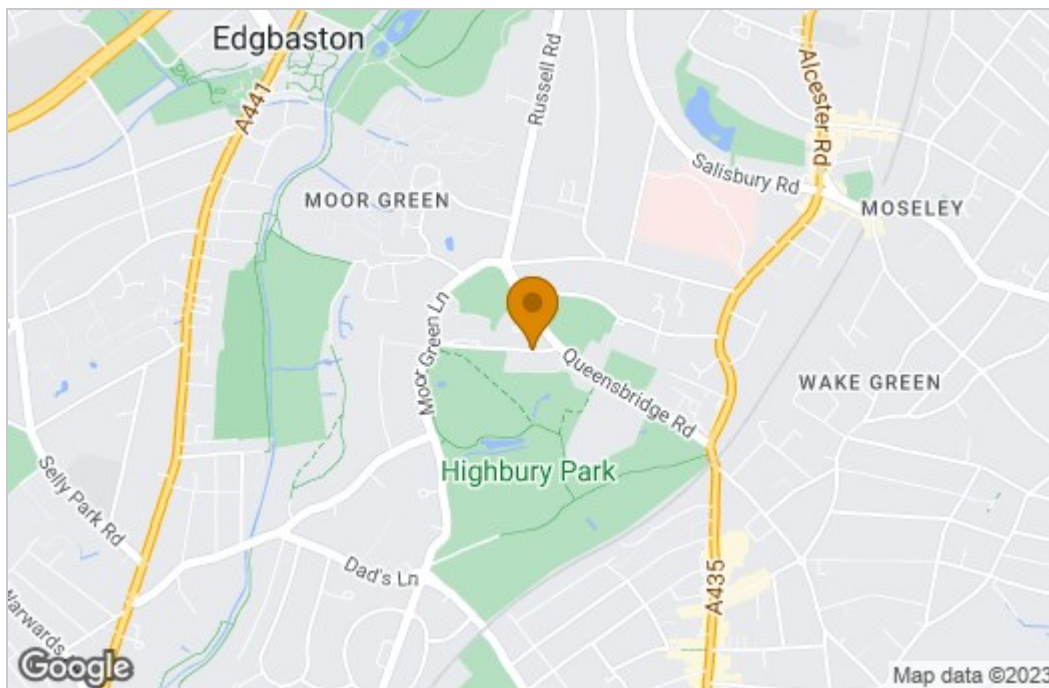 Edgbaston
A441
Russell Rd
Alcester Rd
Salisbury Rd
MOOR GREEN
MOSELEY
Moor Green Ln
Queensbridge Rd
WAKE GREEN
Selly Park Rd
Highbury Park
Dad's Ln
A435
Warwards
Google
Map data ©2023